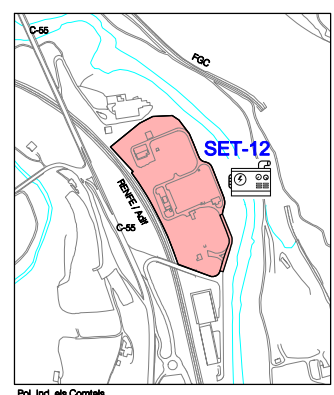 C-55
FGC
SET-12
RENFE / Adif
C-55
Pol. Ind. els Comtals